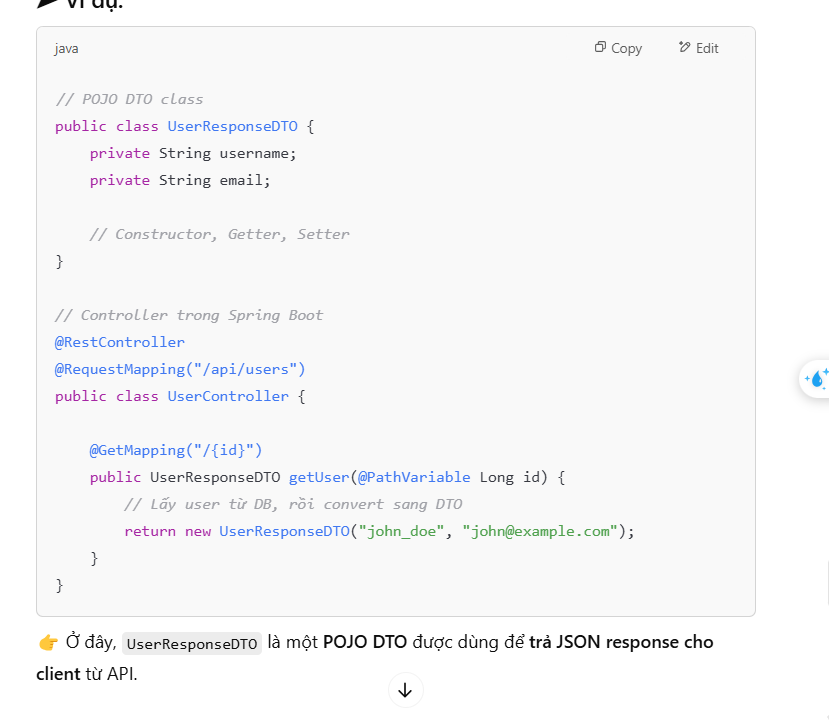 Ví dụ:
java
Copy
Edit
// POJO DTO class
public class UserResponseDTO {
    private String username;
    private String email;
    // Constructor, Getter, Setter
}
// Controller trong Spring Boot
@RestController
@RequestMapping("/api/users")
public class UserController {
    @GetMapping("/{id}")
    public UserResponseDTO getUser(@PathVariable Long id) {
        // Lấy user từ DB, rồi convert sang DTO
        return new UserResponseDTO("john_doe", "john@example.com");
    }
}
👉 Ở đây, UserResponseDTO là một POJO DTO được dùng để trả JSON response cho
client từ API.